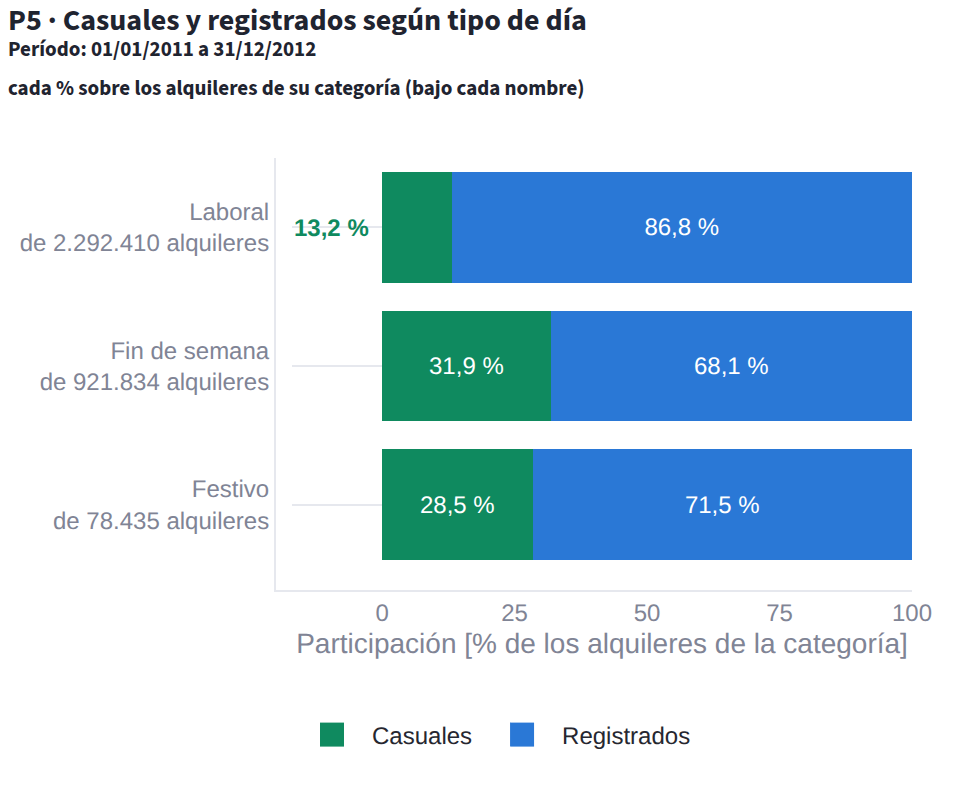 P5 · Casuales y registrados según tipo de día
Período: 01/01/2011 a 31/12/2012
cada % sobre los alquileres de su categoría (bajo cada nombre)
Laboral
de 2.292.410 alquileres
13,2 %
86,8 %
Fin de semana
de 921.834 alquileres
31,9 %
68,1 %
Festivo
de 78.435 alquileres
28,5 %
71,5 %
0 25 50 75 100
Participación [% de los alquileres de la categoría]
Casuales Registrados